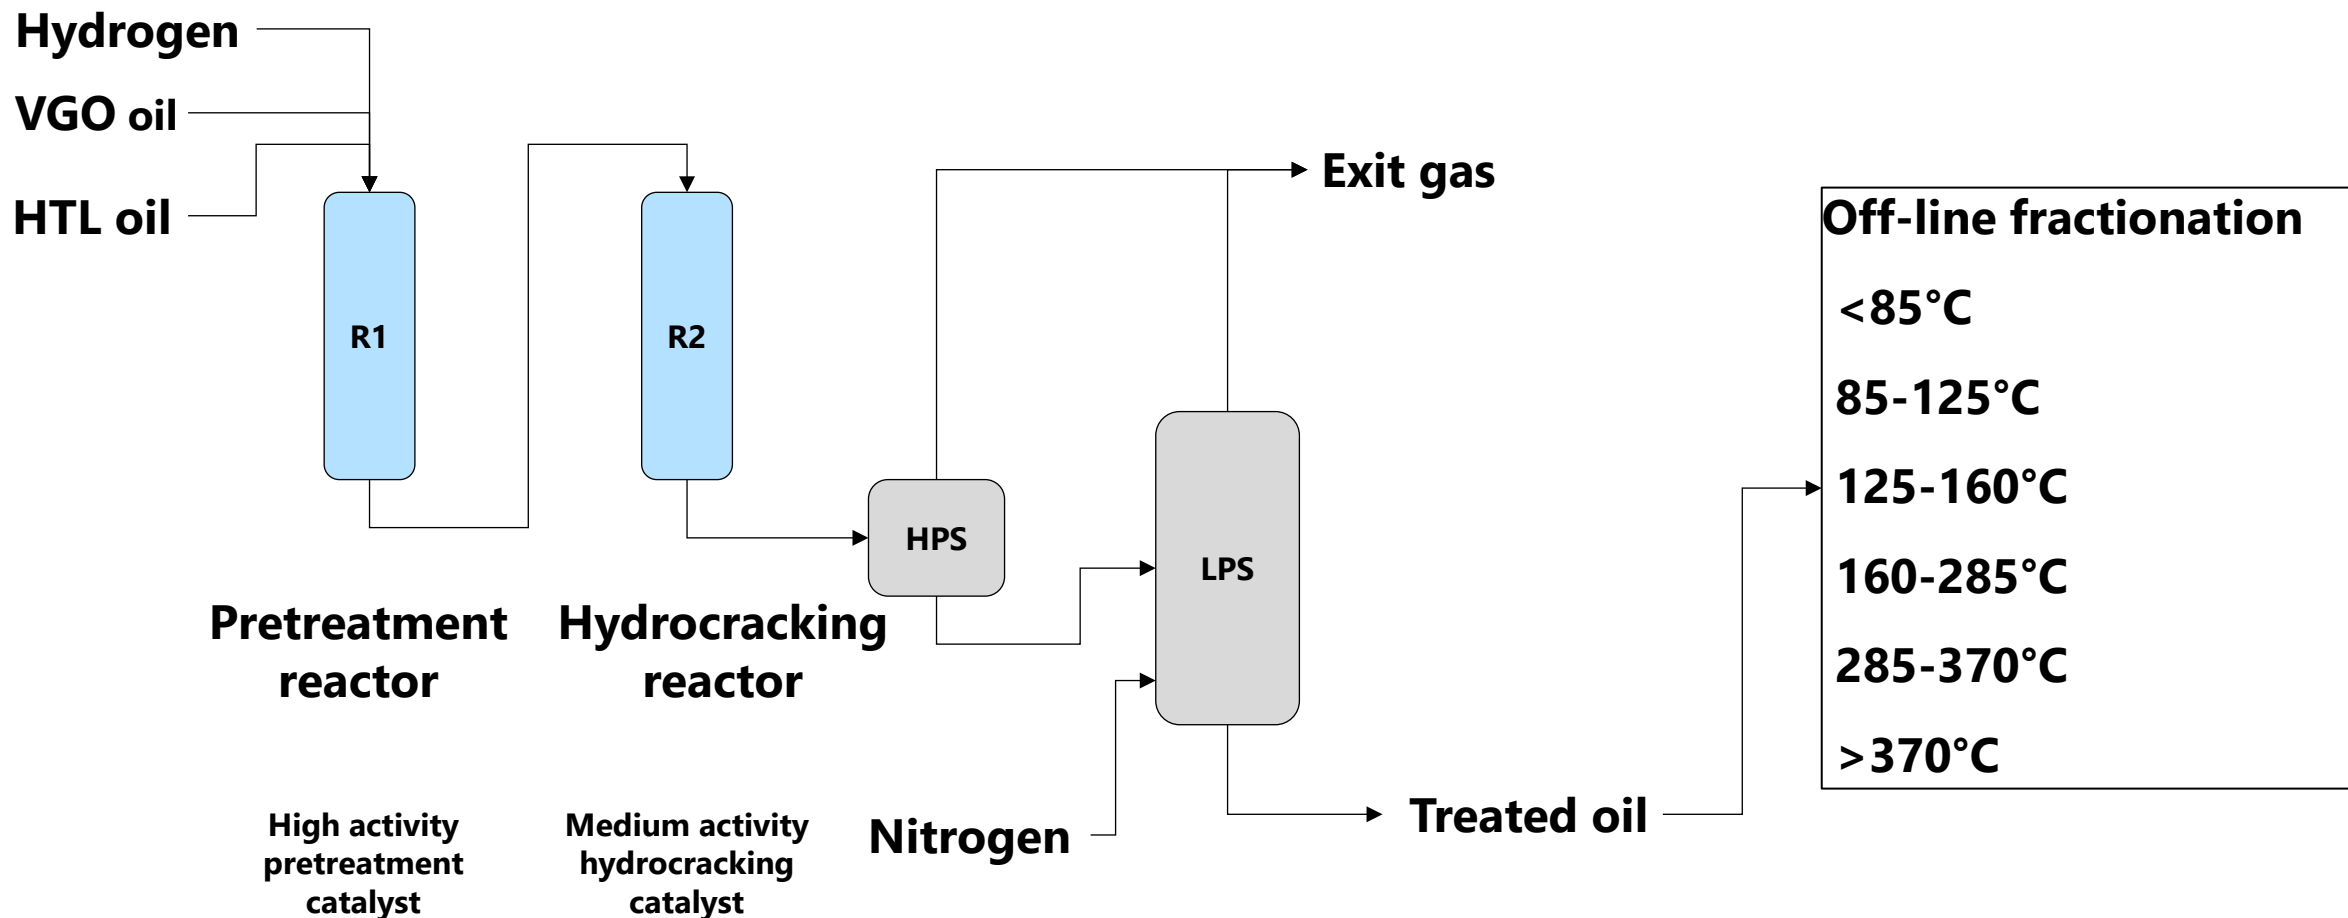 Hydrogen
VGO oil
HTL oil
R1
R2
Exit gas
HPS
LPS
Pretreatment
reactor
Hydrocracking
reactor
High activity
pretreatment
catalyst
Medium activity
hydrocracking
catalyst
Nitrogen
Treated oil
Off-line fractionation
<85°C
85-125°C
125-160°C
160-285°C
285-370°C
>370°C